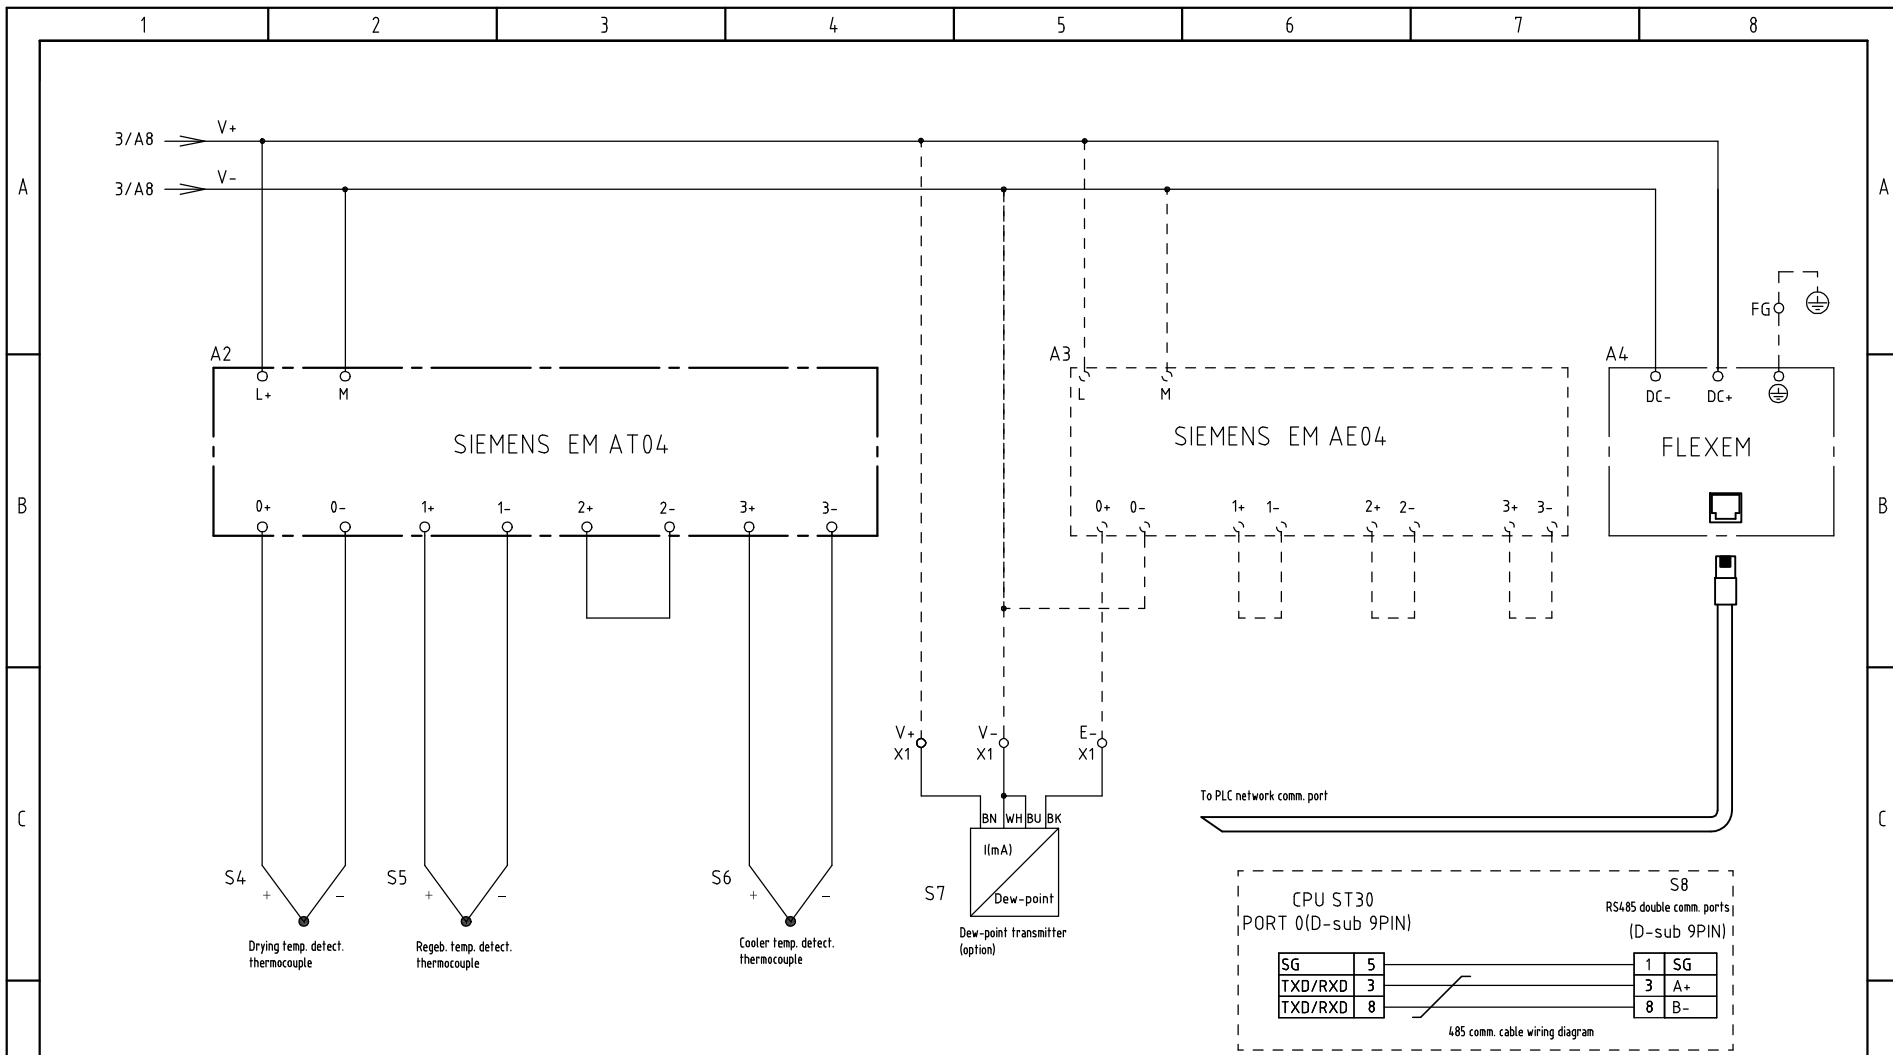 1 2 3 4 5 6 7 8
V+
3/A8
V-
3/A8
A A
FG
A2 A3 A4
L+ M L M DC- DC+
SIEMENS EM AT04 SIEMENS EM AE04 FLEXEM
B B
0+ 0- 1+ 1- 2+ 2- 3+ 3- 0+ 0- 1+ 1- 2+ 2- 3+ 3-
V+ V- E-
X1 X1 X1
To PLC network comm. port
C C
BN WH BU BK
I(mA)
Dew-point
S4 + - S5 + - S6 + - S7
Drying temp. detect.
thermocouple
Regeb. temp. detect.
thermocouple
Cooler temp. detect.
thermocouple
Dew-point transmitter
(option)
CPU ST30
PORT 0(D-sub 9PIN)
S8
RS485 double comm. ports
(D-sub 9PIN)
SG 5 1 SG
TXD/RXD 3 3 A+
TXD/RXD 8 8 B-
485 comm. cable wiring diagram